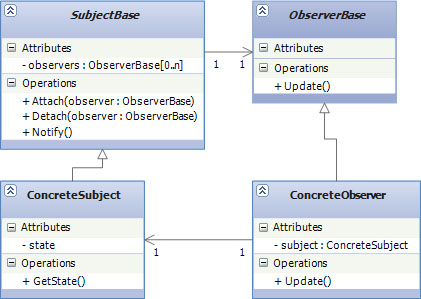 SubjectBase
Attributes
- observers : ObserverBase[0..n]
Operations
+ Attach(observer : ObserverBase)
+ Detach(observer : ObserverBase)
+ Notify()
1 1
ObserverBase
Attributes
Operations
+ Update()
ConcreteSubject
Attributes
- state
Operations
+ GetState()
1 1
ConcreteObserver
Attributes
- subject : ConcreteSubject
Operations
+ Update()